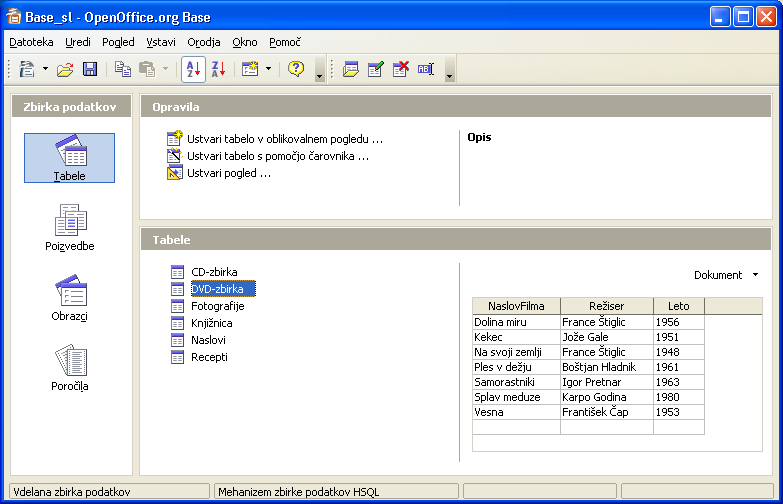 Base_sl - OpenOffice.org Base
Datoteka Uredi Pogled Vstavi Orodja Okno Pomoč
Zbirka podatkov
Tabele
Poizvedbe
Obrazci
Poročila
Opravila
Ustvari tabelo v oblikovalnem pogledu ...
Ustvari tabelo s pomočjo čarovnika ...
Ustvari pogled ...
Opis
Tabele
CD-zbirka
DVD-zbirka
Fotografije
Knjižnica
Naslovi
Recepti
Dokument
NaslovFilma Režiser Leto
Dolina miru France Štiglic 1956
Kekec Jože Gale 1951
Na svoji zemlji France Štiglic 1948
Ples v dežju Boštjan Hladnik 1961
Samorastniki Igor Pretnar 1963
Splav meduze Karpo Godina 1980
Vesna František Čap 1953
Vdelana zbirka podatkov Mehanizem zbirke podatkov HSQL